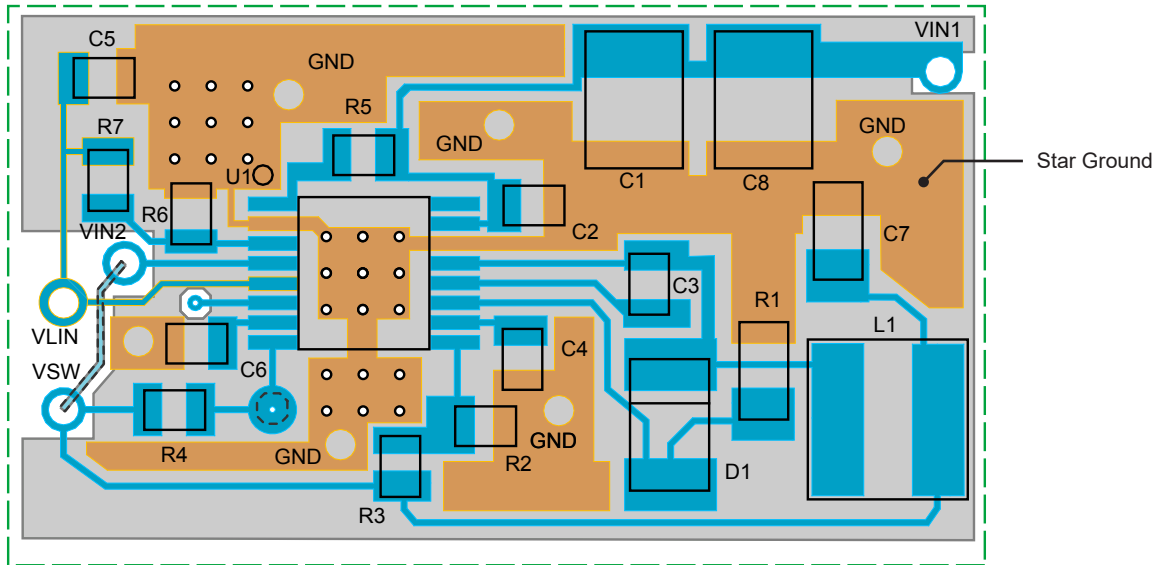 VIN1
C5
GND
R5
GND
GND
Star Ground
R7
U1
C1
C8
R6
C2
C7
VIN2
C3
R1
L1
VLIN
C4
VSW
C6
GND
GND
R4
R2
D1
R3